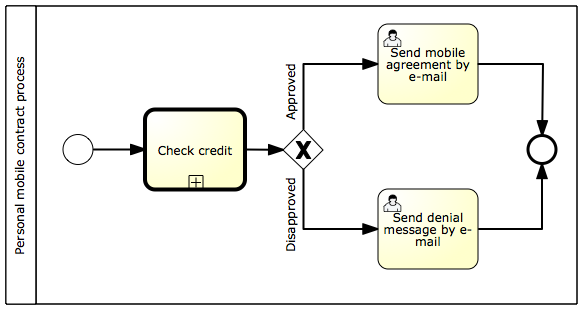 Personal mobile contract process
Check credit
Approved
Disapproved
Send mobile
agreement by
e-mail
Send denial
message by e-
mail